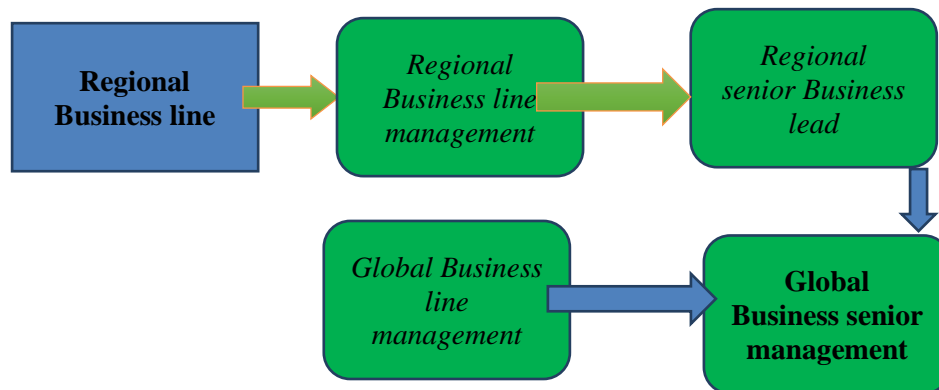 Regional
Business line
Regional
Business line
management
Regional
senior Business
lead
Global Business
line
management
Global
Business senior
management